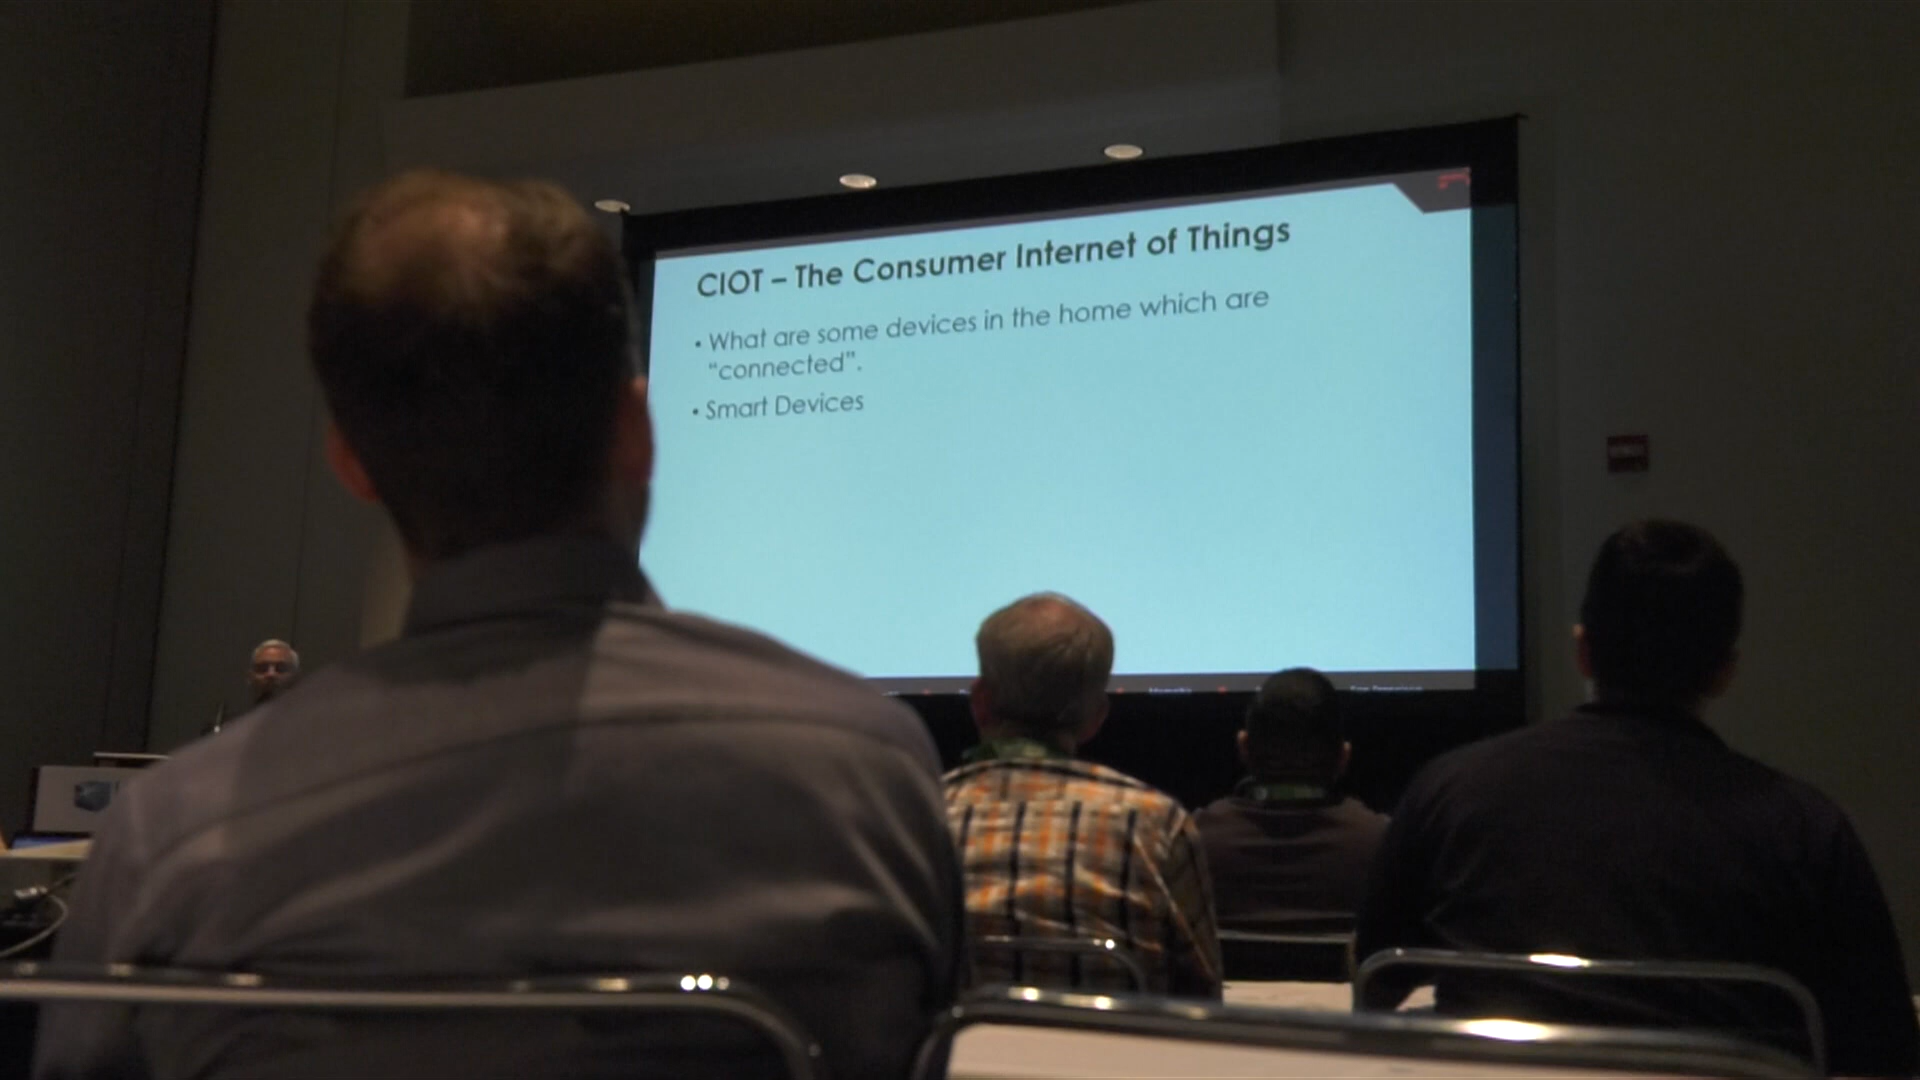 CIOT – The Consumer Internet of Things
• What are some devices in the home which are
“connected”.
• Smart Devices